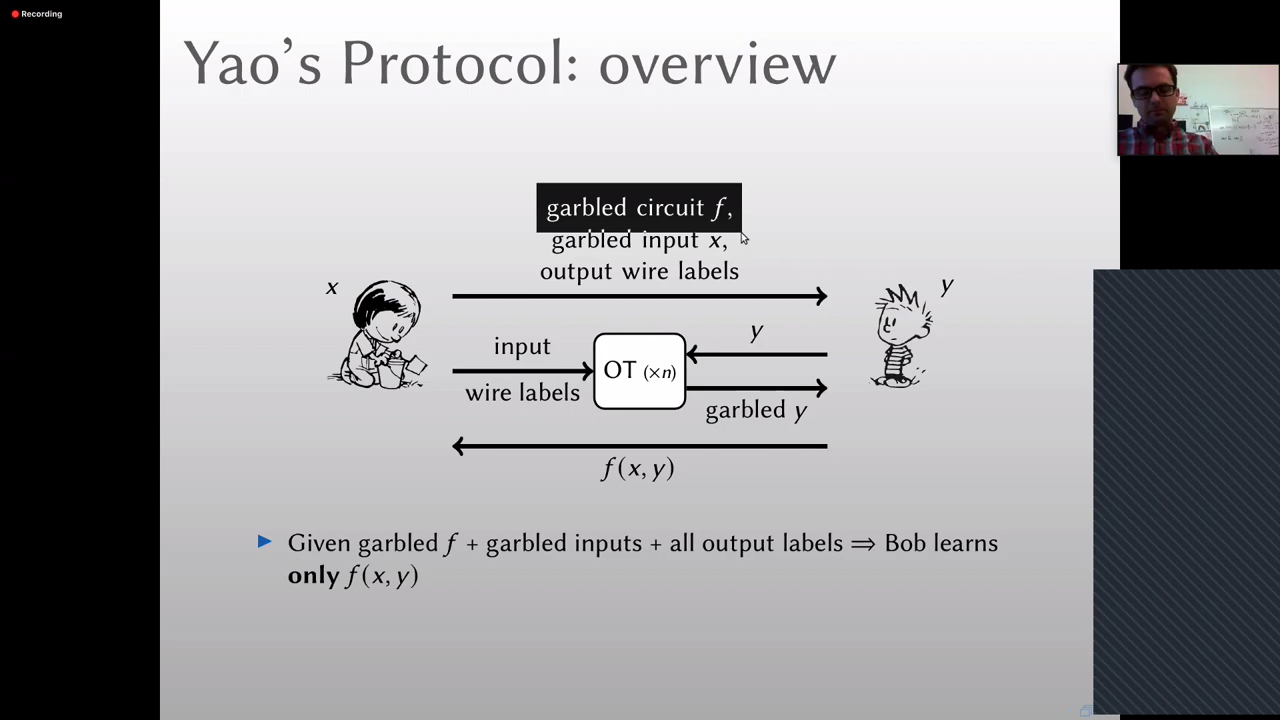 Recording
Yao's Protocol: overview
garbled circuit f,
garbled input x,
output wire labels
x
y
input
wire labels
OT (×n)
y
garbled y
f(x, y)
▶ Given garbled f + garbled inputs + all output labels ⟹ Bob learns
only f(x, y)